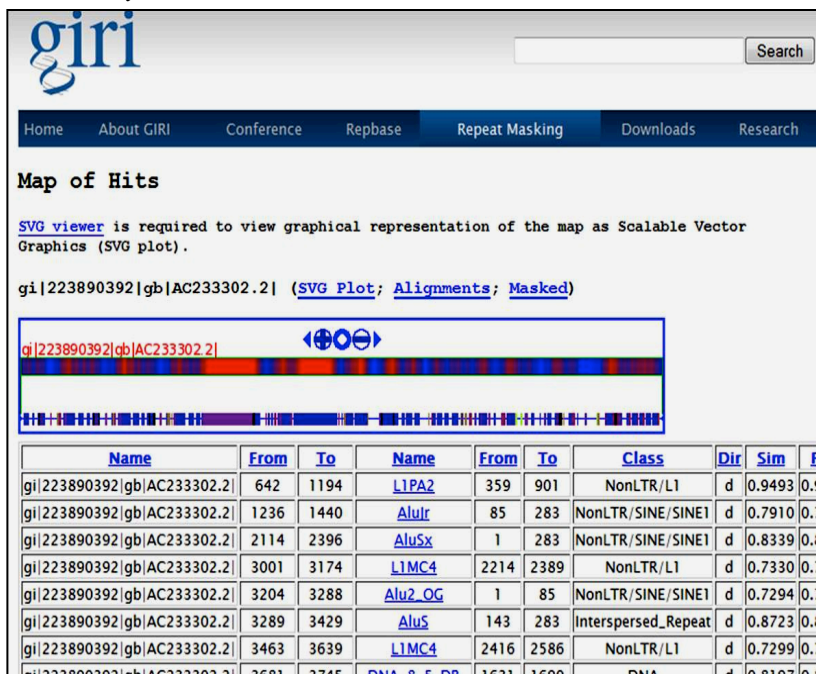 giri
Search
Home About GIRI Conference Repbase Repeat Masking Downloads Research
Map of Hits
SVG viewer is required to view graphical representation of the map as Scalable Vector
Graphics (SVG plot).
gi|223890392|gb|AC233302.2| (SVG Plot; Alignments; Masked)
gi|223890392|gb|AC233302.2|
Name From To Name From To Class Dir Sim
gi|223890392|gb|AC233302.2| 642 1194 L1PA2 359 901 NonLTR/L1 d 0.9493
gi|223890392|gb|AC233302.2| 1236 1440 AluJr 85 283 NonLTR/SINE/SINE1 d 0.7910
gi|223890392|gb|AC233302.2| 2114 2396 AluSx 1 283 NonLTR/SINE/SINE1 d 0.8339
gi|223890392|gb|AC233302.2| 3001 3174 L1MC4 2214 2389 NonLTR/L1 d 0.7330
gi|223890392|gb|AC233302.2| 3204 3288 Alu2_OG 1 85 NonLTR/SINE/SINE1 d 0.7294
gi|223890392|gb|AC233302.2| 3289 3429 AluS 143 283 Interspersed_Repeat d 0.8723
gi|223890392|gb|AC233302.2| 3463 3639 L1MC4 2416 2586 NonLTR/L1 d 0.7299